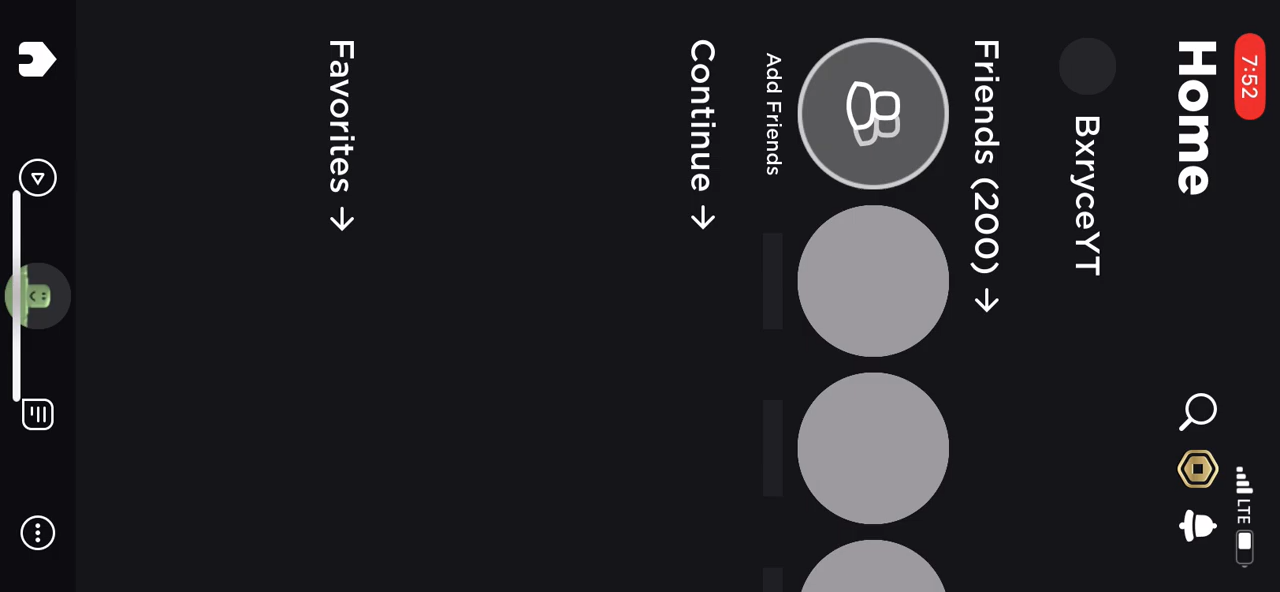 7:52
LTE
Home
BxryceYT
Friends (200) →
Add Friends
Continue →
Favorites →